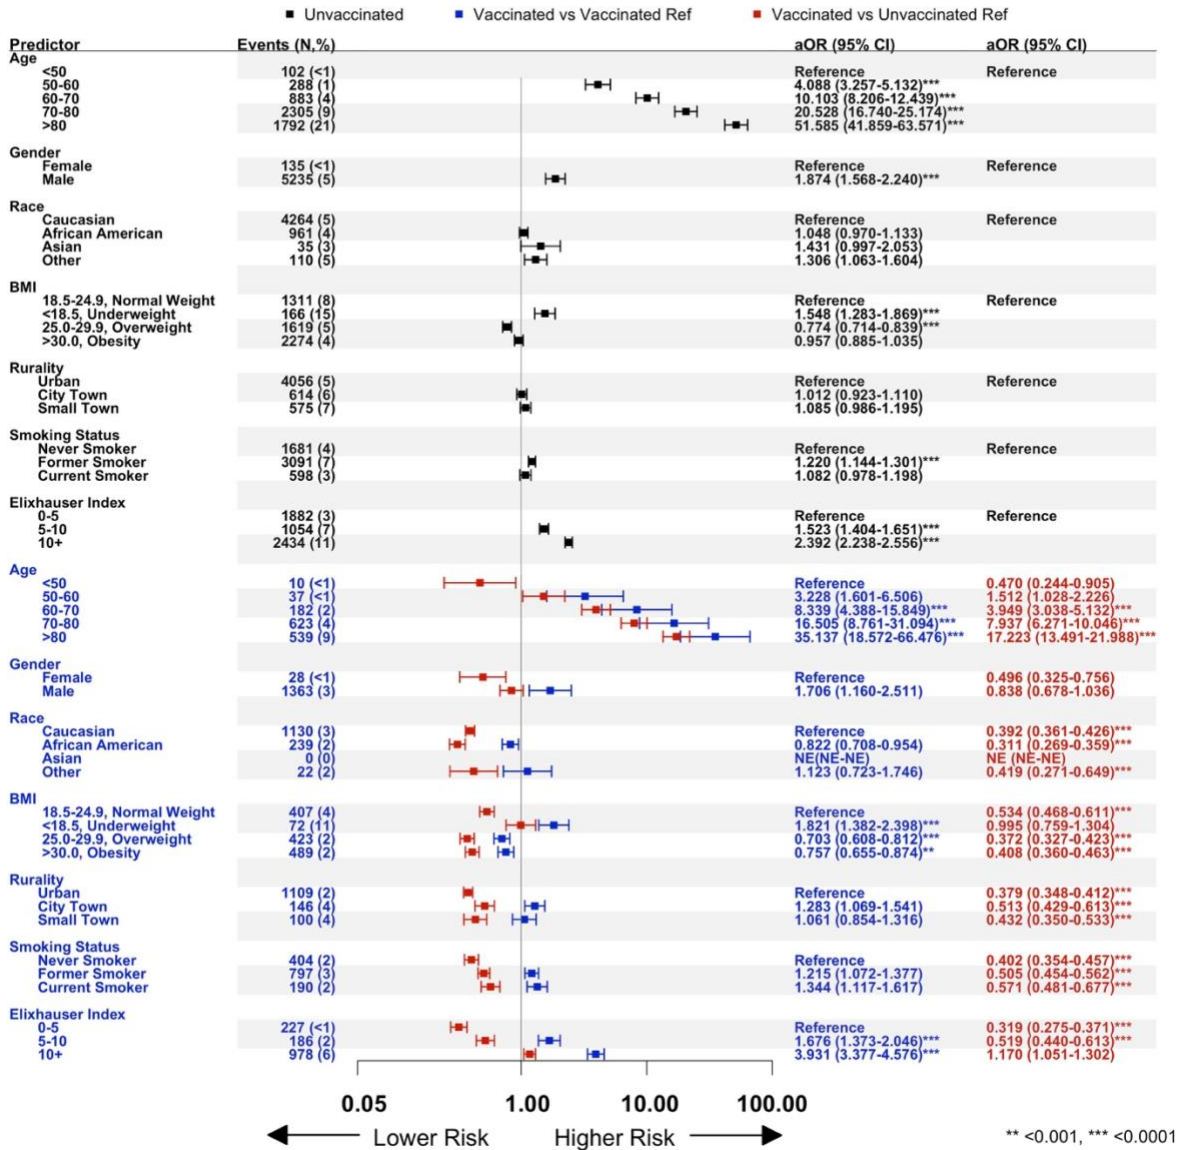 Unvaccinated Vaccinated vs Vaccinated Ref Vaccinated vs Unvaccinated Ref
Predictor Events (N,%) aOR (95% CI) aOR (95% CI)
Age
<50 102 (<1) Reference Reference
50-60 288 (1) 4.088 (3.257-5.132)***
60-70 883 (4) 10.103 (8.206-12.439)***
70-80 2305 (9) 20.528 (16.740-25.174)***
>80 1792 (21) 51.585 (41.859-63.571)***
Gender
Female 135 (<1) Reference Reference
Male 5235 (5) 1.874 (1.568-2.240)***
Race
Caucasian 4264 (5) Reference Reference
African American 961 (4) 1.048 (0.970-1.133)
Asian 35 (3) 1.431 (0.997-2.053)
Other 110 (5) 1.306 (1.063-1.604)
BMI
18.5-24.9, Normal Weight 1311 (8) Reference Reference
<18.5, Underweight 166 (15) 1.548 (1.283-1.869)***
25.0-29.9, Overweight 1619 (5) 0.774 (0.714-0.839)***
>30.0, Obesity 2274 (4) 0.957 (0.885-1.035)
Rurality
Urban 4056 (5) Reference Reference
City Town 614 (6) 1.012 (0.923-1.110)
Small Town 575 (7) 1.085 (0.986-1.195)
Smoking Status
Never Smoker 1681 (4) Reference Reference
Former Smoker 3091 (7) 1.220 (1.144-1.301)***
Current Smoker 598 (3) 1.082 (0.978-1.198)
Elixhauser Index
0-5 1882 (3) Reference Reference
5-10 1054 (7) 1.523 (1.404-1.651)***
10+ 2434 (11) 2.392 (2.238-2.556)***
Age
<50 10 (<1) Reference 0.470 (0.244-0.905)
50-60 37 (<1) 3.228 (1.601-6.506) 1.512 (1.028-2.226)
60-70 182 (2) 8.339 (4.388-15.849)*** 3.949 (3.038-5.132)***
70-80 623 (4) 16.505 (8.761-31.094)*** 7.937 (6.271-10.046)***
>80 539 (9) 35.137 (18.572-66.476)*** 17.223 (13.491-21.988)***
Gender
Female 28 (<1) Reference 0.496 (0.325-0.756)
Male 1363 (3) 1.706 (1.160-2.511) 0.838 (0.678-1.036)
Race
Caucasian 1130 (3) Reference 0.392 (0.361-0.426)***
African American 239 (2) 0.822 (0.708-0.954) 0.311 (0.269-0.359)***
Asian 0 (0) NE(NE-NE) NE (NE-NE)
Other 22 (2) 1.123 (0.723-1.746) 0.419 (0.271-0.649)***
BMI
18.5-24.9, Normal Weight 407 (4) Reference 0.534 (0.468-0.611)***
<18.5, Underweight 72 (11) 1.821 (1.382-2.398)*** 0.995 (0.759-1.304)
25.0-29.9, Overweight 423 (2) 0.703 (0.608-0.812)*** 0.372 (0.327-0.423)***
>30.0, Obesity 489 (2) 0.757 (0.655-0.874)** 0.408 (0.360-0.463)***
Rurality
Urban 1109 (2) Reference 0.379 (0.348-0.412)***
City Town 146 (4) 1.283 (1.069-1.541) 0.513 (0.429-0.613)***
Small Town 100 (4) 1.061 (0.854-1.316) 0.432 (0.350-0.533)***
Smoking Status
Never Smoker 404 (2) Reference 0.402 (0.354-0.457)***
Former Smoker 797 (3) 1.215 (1.072-1.377) 0.505 (0.454-0.562)***
Current Smoker 190 (2) 1.344 (1.117-1.617) 0.571 (0.481-0.677)***
Elixhauser Index
0-5 227 (<1) Reference 0.319 (0.275-0.371)***
5-10 186 (2) 1.676 (1.373-2.046)*** 0.519 (0.440-0.613)***
10+ 978 (6) 3.931 (3.377-4.576)*** 1.170 (1.051-1.302)
0.05 1.00 10.00 100.00
Lower Risk Higher Risk
** <0.001, *** <0.0001